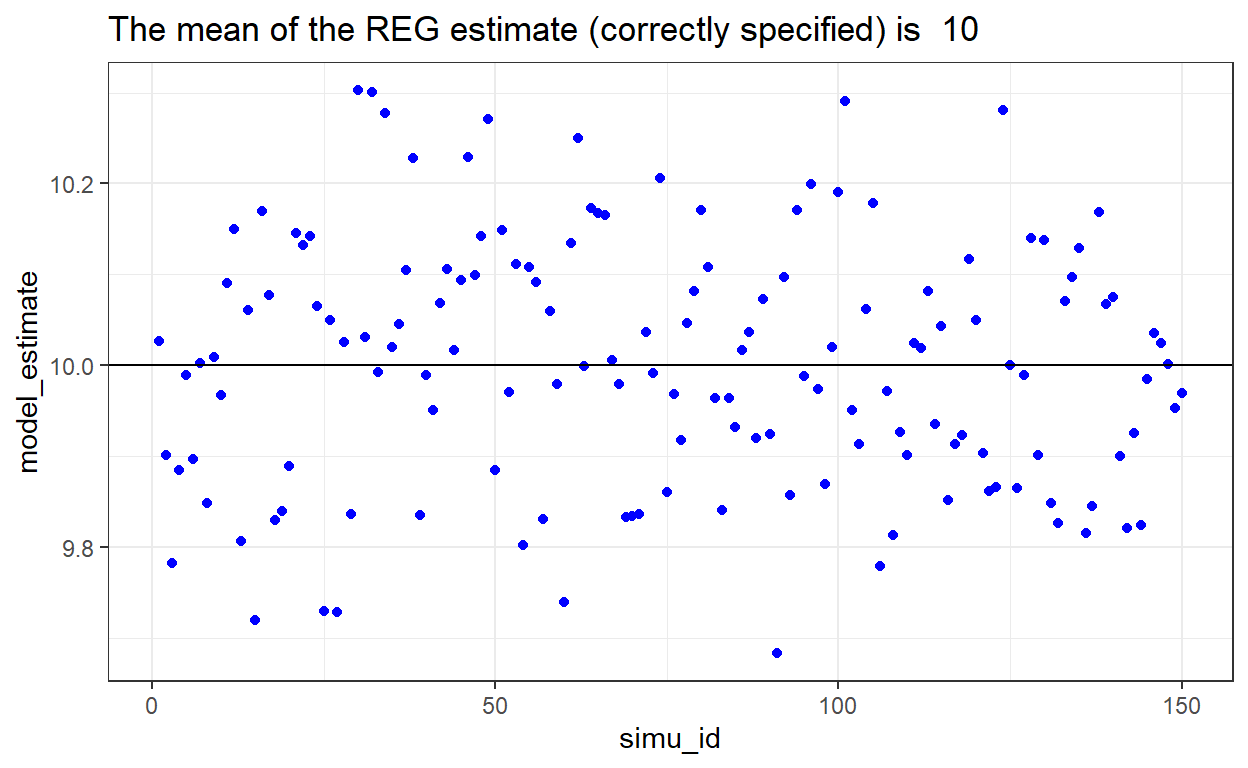 The mean of the REG estimate (correctly specified) is  10
model_estimate
10.2
10.0
9.8
0
50
100
150
simu_id